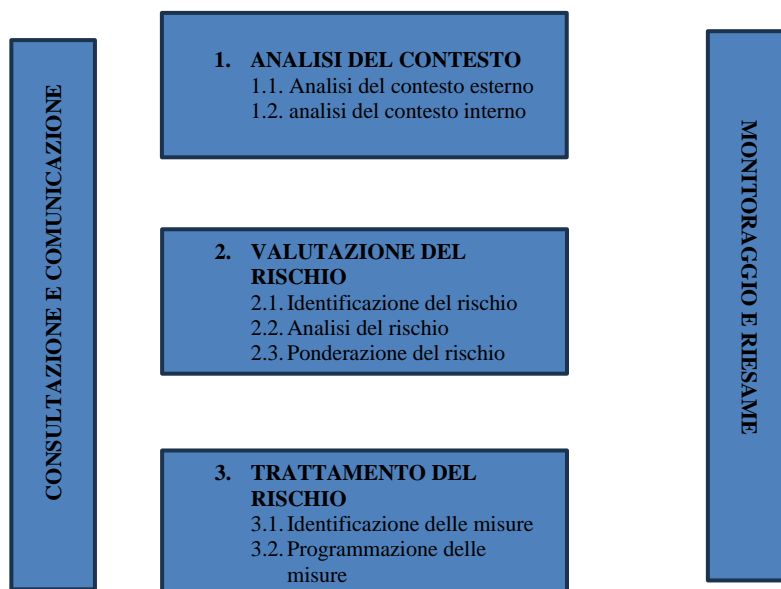 CONSULTAZIONE E COMUNICAZIONE
1. ANALISI DEL CONTESTO
1.1. Analisi del contesto esterno
1.2. analisi del contesto interno
2. VALUTAZIONE DEL
RISCHIO
2.1. Identificazione del rischio
2.2. Analisi del rischio
2.3. Ponderazione del rischio
3. TRATTAMENTO DEL
RISCHIO
3.1. Identificazione delle misure
3.2. Programmazione delle
misure
MONITORAGGIO E RIESAME